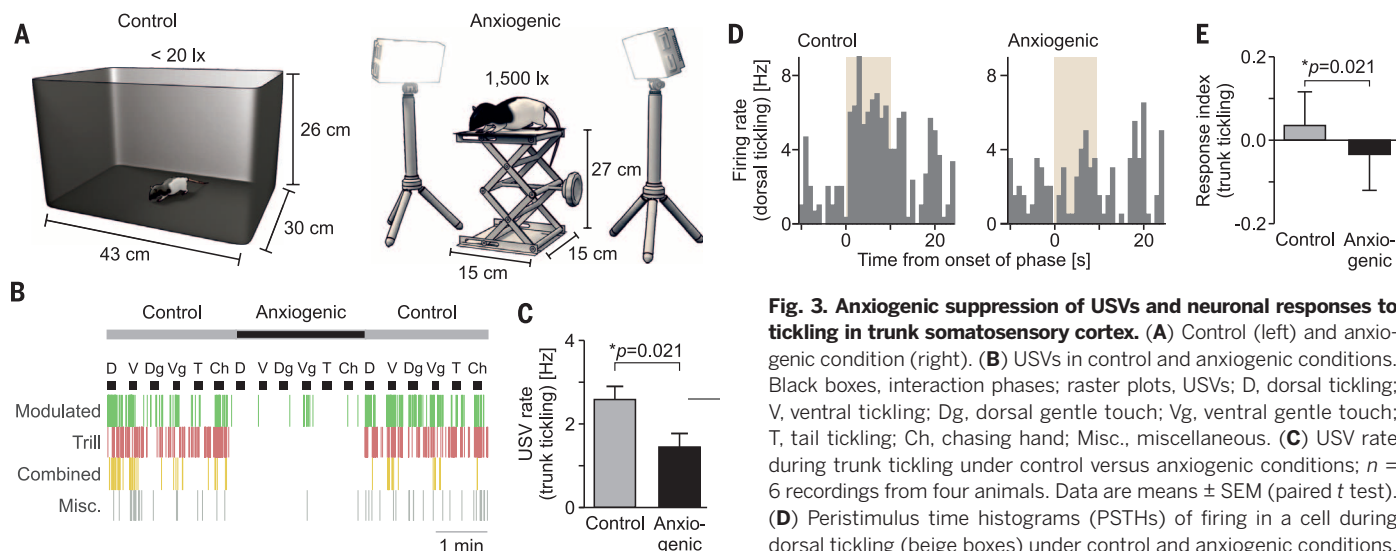 A
Control
< 20 lx
26 cm
30 cm
43 cm
Anxiogenic
1,500 lx
27 cm
15 cm
15 cm
B
Control Anxiogenic Control
D V Dg Vg T Ch D V Dg Vg T Ch D V Dg Vg T Ch
Modulated
Trill
Combined
Misc.
1 min
C
USV rate
(trunk tickling) [Hz]
4
2
0
*p=0.021
Control
Anxio-
genic
D
Control Anxiogenic
Firing rate
(dorsal tickling) [Hz]
8
4
0
0 20 0 20
Time from onset of phase [s]
E
Response index
(trunk tickling)
0.2
0.0
-0.2
*p=0.021
Control
Anxio-
genic
Fig. 3. Anxiogenic suppression of USVs and neuronal responses to
tickling in trunk somatosensory cortex. (A) Control (left) and anxio-
genic condition (right). (B) USVs in control and anxiogenic conditions.
Black boxes, interaction phases; raster plots, USVs; D, dorsal tickling;
V, ventral tickling; Dg, dorsal gentle touch; Vg, ventral gentle touch;
T, tail tickling; Ch, chasing hand; Misc., miscellaneous. (C) USV rate
during trunk tickling under control versus anxiogenic conditions; n =
6 recordings from four animals. Data are means ± SEM (paired t test).
(D) Peristimulus time histograms (PSTHs) of firing in a cell during
dorsal tickling (beige boxes) under control and anxiogenic conditions.